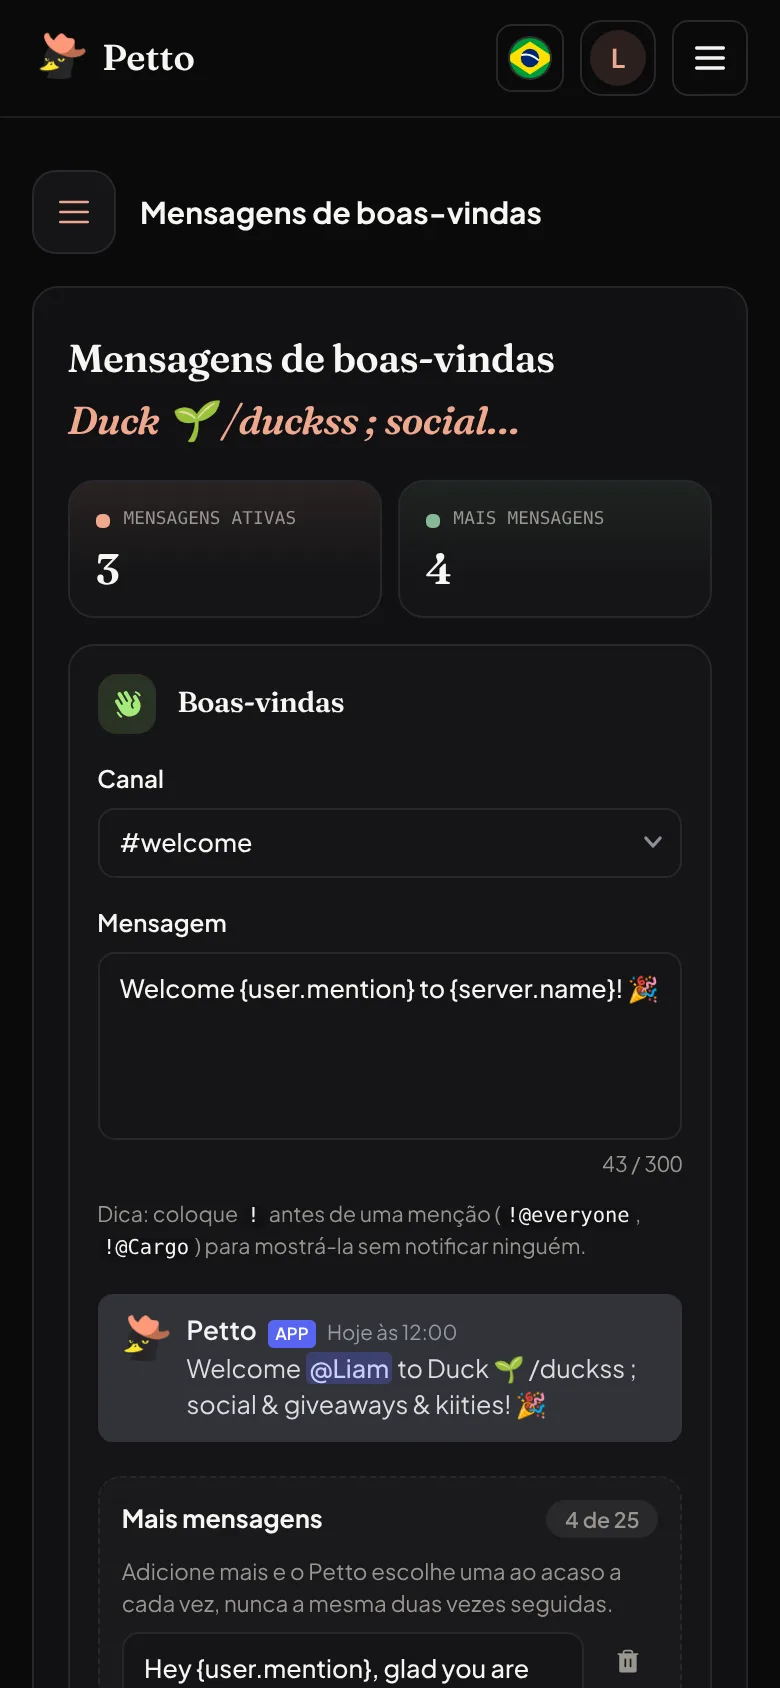 Petto
L
Mensagens de boas-vindas
Mensagens de boas-vindas
Duck 🌱/duckss ; social...
MENSAGENS ATIVAS
3
MAIS MENSAGENS
4
Boas-vindas
Canal
#welcome
Mensagem
Welcome {user.mention} to {server.name}! 🎉
43 / 300
Dica: coloque ! antes de uma menção ( !@everyone ,
!@Cargo ) para mostrá-la sem notificar ninguém.
Petto APP Hoje às 12:00
Welcome @Liam to Duck 🌱 /duckss ;
social & giveaways & kiities! 🎉
Mais mensagens
4 de 25
Adicione mais e o Petto escolhe uma ao acaso a
cada vez, nunca a mesma duas vezes seguidas.
Hey {user.mention}, glad you are